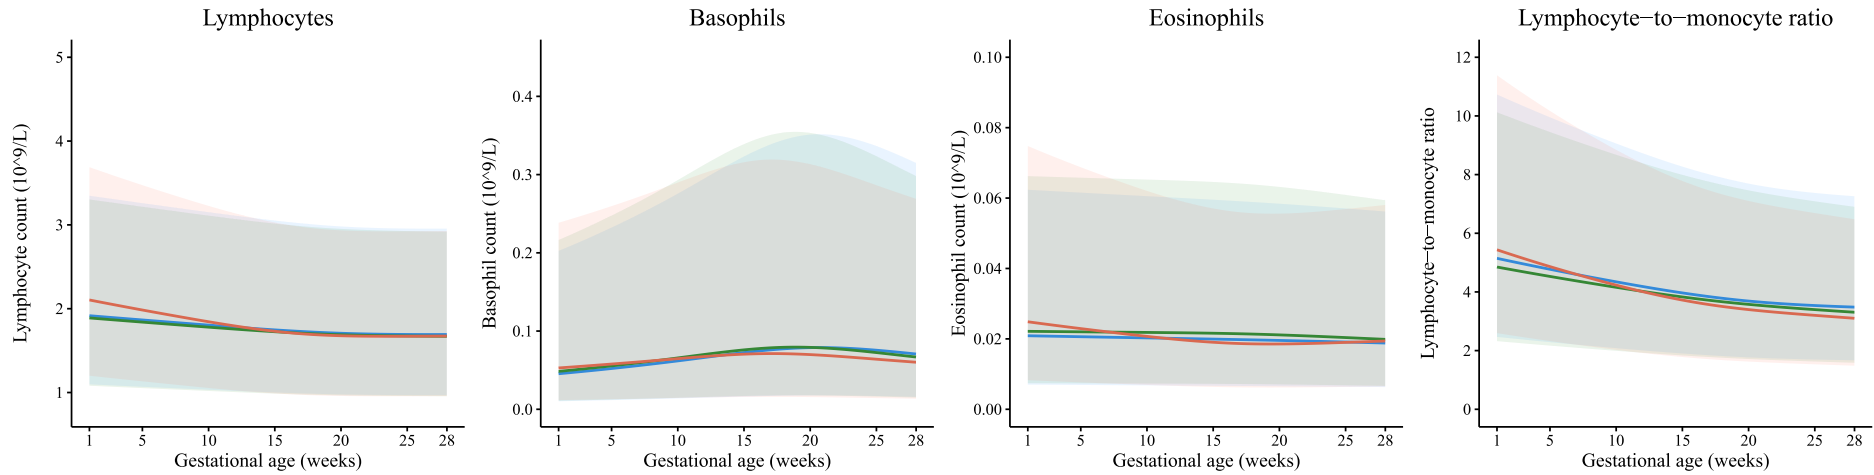 Lymphocytes
Lymphocyte count (10^9/L)
5
4
3
2
1
1 5 10 15 20 25 28
Gestational age (weeks)
Basophils
Basophil count (10^9/L)
0.4
0.3
0.2
0.1
0.0
1 5 10 15 20 25 28
Gestational age (weeks)
Eosinophils
Eosinophil count (10^9/L)
0.10
0.08
0.06
0.04
0.02
0.00
1 5 10 15 20 25 28
Gestational age (weeks)
Lymphocyte−to−monocyte ratio
Lymphocyte−to−monocyte ratio
12
10
8
6
4
2
0
1 5 10 15 20 25 28
Gestational age (weeks)